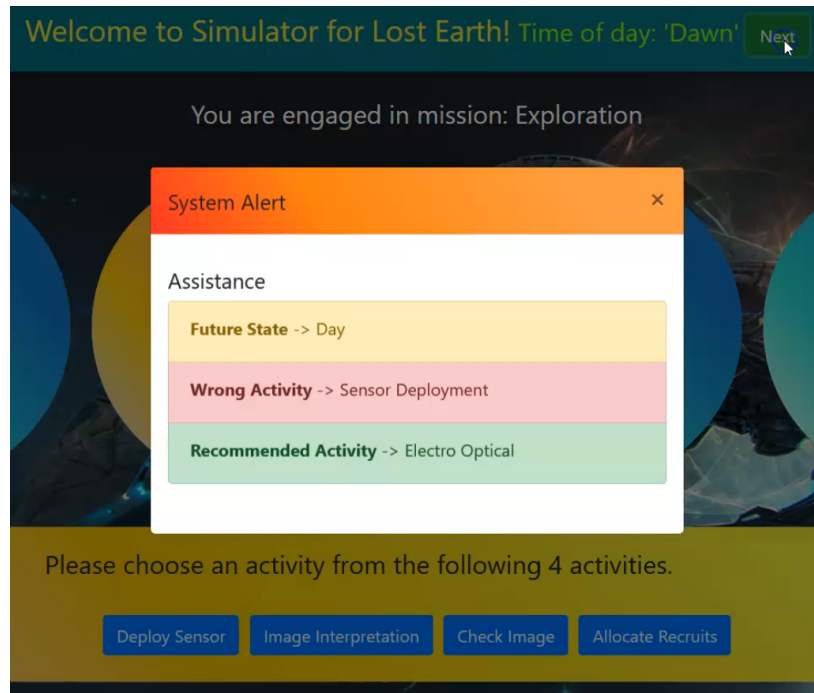 Welcome to Simulator for Lost Earth! Time of day: 'Dawn' Next
You are engaged in mission: Exploration
System Alert ×
Assistance
Future State -> Day
Wrong Activity -> Sensor Deployment
Recommended Activity -> Electro Optical
Please choose an activity from the following 4 activities.
Deploy Sensor Image Interpretation Check Image Allocate Recruits